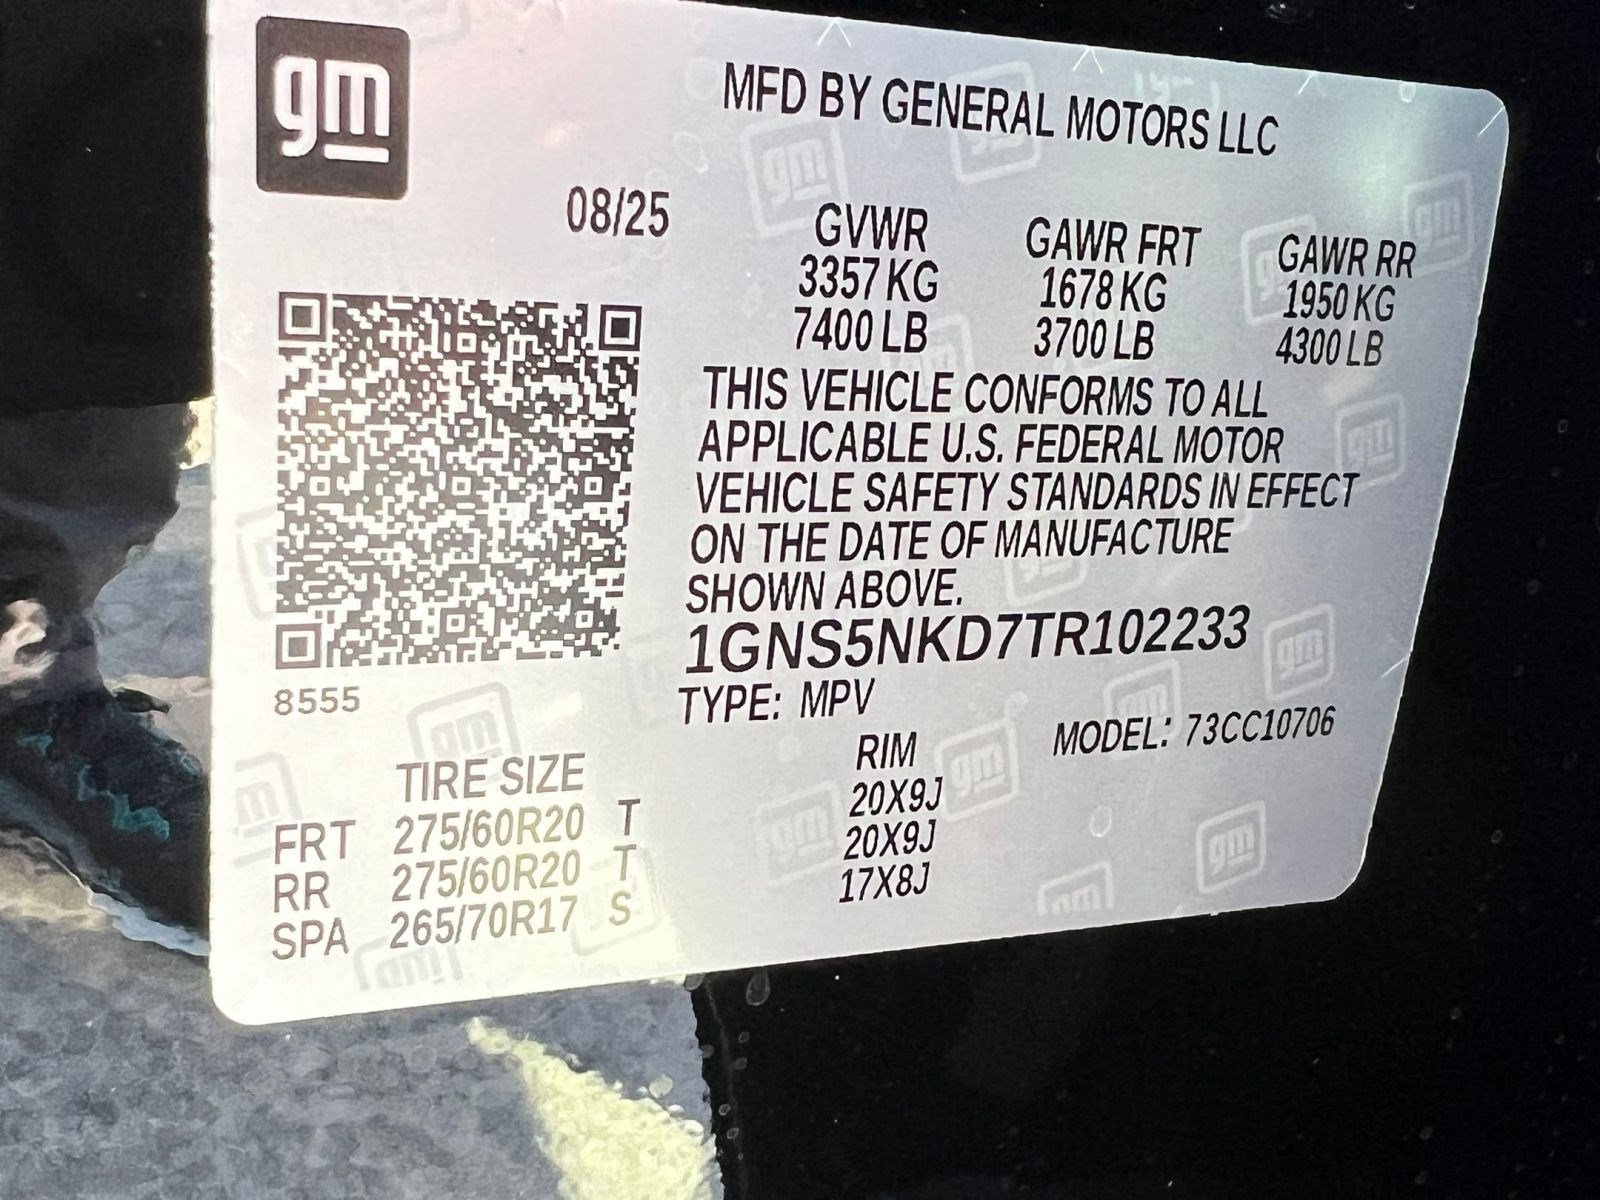 gm
MFD BY GENERAL MOTORS LLC
08/25
GVWR GAWR FRT GAWR RR
3357 KG 1678 KG 1950 KG
7400 LB 3700 LB 4300 LB
THIS VEHICLE CONFORMS TO ALL
APPLICABLE U.S. FEDERAL MOTOR
VEHICLE SAFETY STANDARDS IN EFFECT
ON THE DATE OF MANUFACTURE
SHOWN ABOVE.
1GNS5NKD7TR102233
8555
TYPE: MPV
MODEL: 73CC10706
TIRE SIZE RIM
FRT 275/60R20 T 20X9J
RR 275/60R20 T 20X9J
SPA 265/70R17 S 17X8J